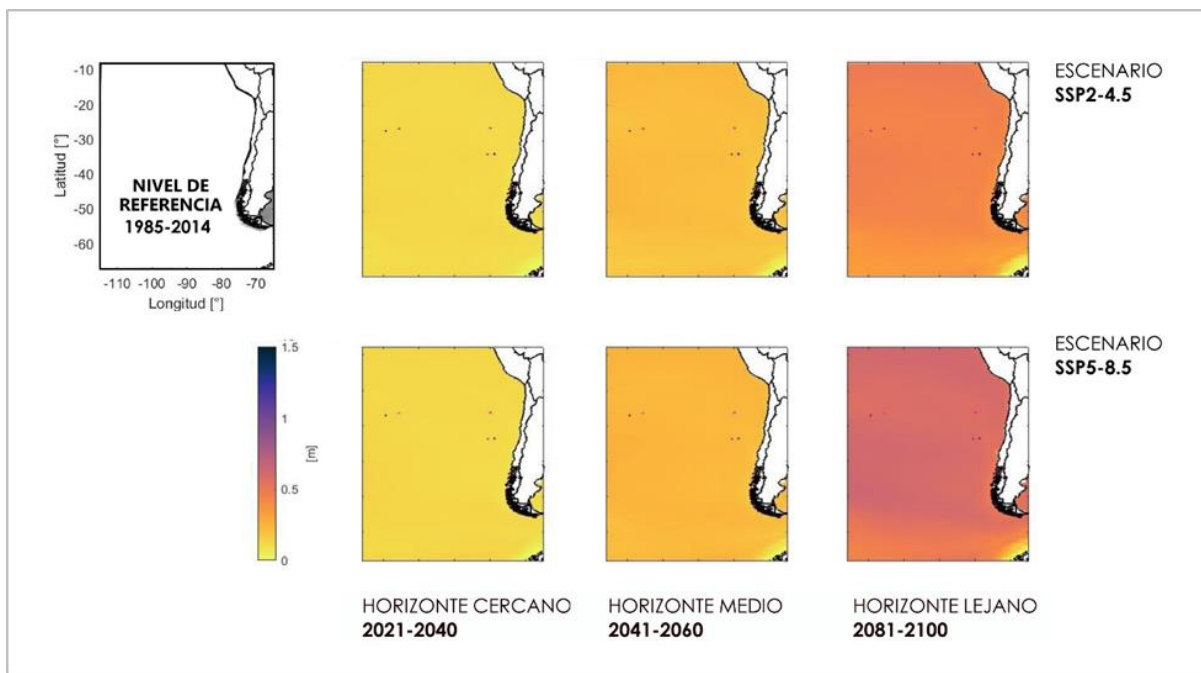 -10
-20
-30
-40
-50
-60
Latitud [°]
NIVEL DE
REFERENCIA
1985-2014
-110 -100 -90 -80 -70
Longitud [°]
ESCENARIO
SSP2-4.5
1.5
1
0.5
0
[m]
ESCENARIO
SSP5-8.5
HORIZONTE CERCANO
2021-2040
HORIZONTE MEDIO
2041-2060
HORIZONTE LEJANO
2081-2100